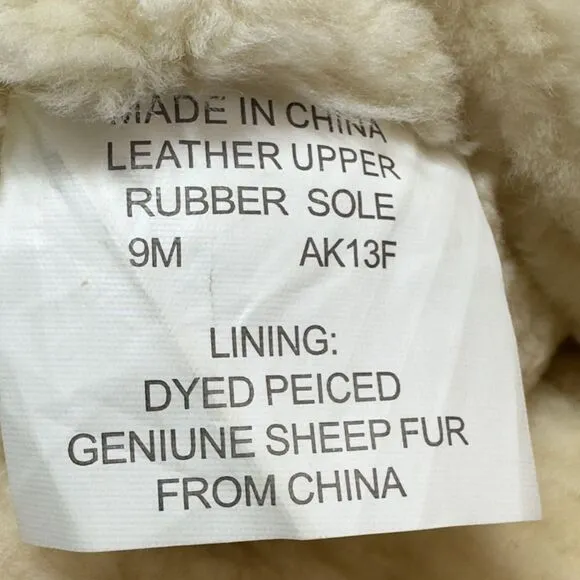 MADE IN CHINA
LEATHER UPPER
RUBBER SOLE
9M AK13F
LINING:
DYED PEICED
GENIUNE SHEEP FUR
FROM CHINA